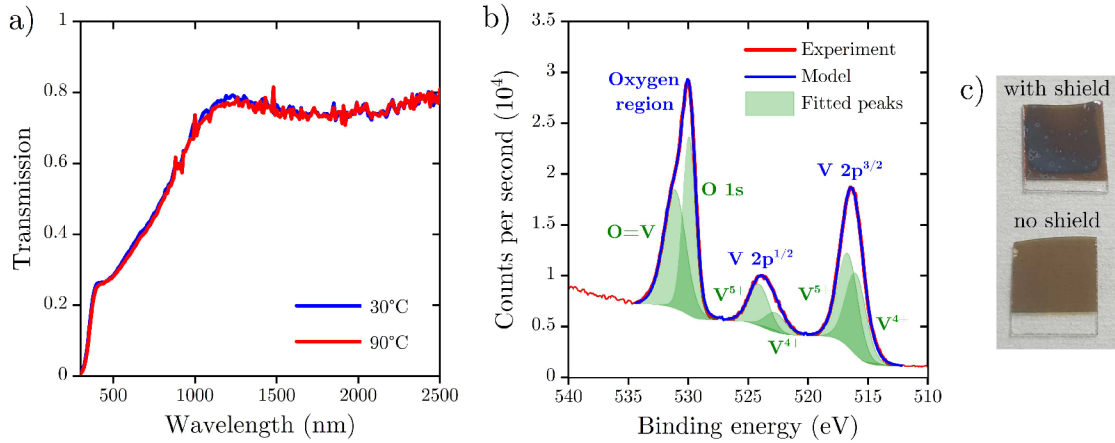 a)
1
0.8
0.6
0.4
0.2
0
Transmission
500
1000
1500
2000
2500
Wavelength (nm)
30°C
90°C
b)
3.5
3
2.5
2
1.5
1
0.5
0
Counts per second (10⁴)
540
535
530
525
520
515
510
Binding energy (eV)
Experiment
Model
Fitted peaks
Oxygen
region
O 1s
O=V
V 2p1/2
V5+
V4+
V 2p3/2
V5
V4
c)
with shield
no shield